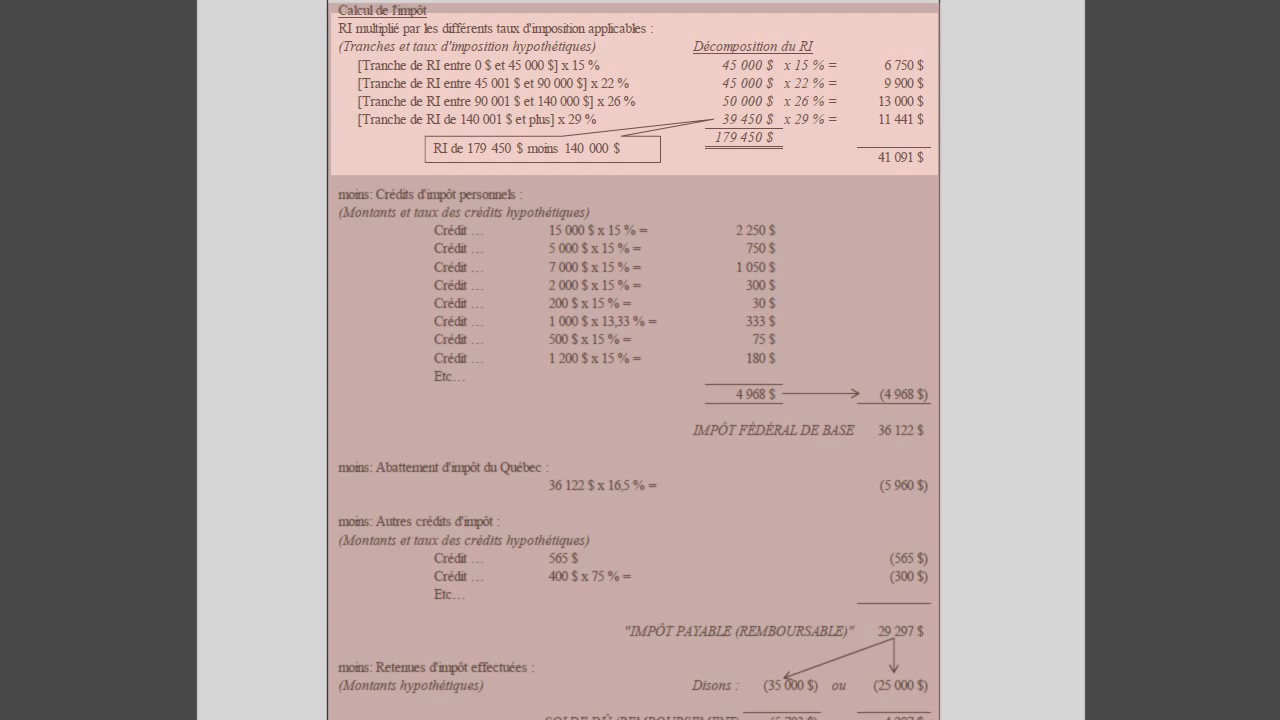 Calcul de l'impôt
RI multiplié par les différents taux d'imposition applicables :
(Tranches et taux d'imposition hypothétiques) Décomposition du RI
[Tranche de RI entre 0 $ et 45 000 $] x 15 % 45 000 $ x 15 % = 6 750 $
[Tranche de RI entre 45 001 $ et 90 000 $] x 22 % 45 000 $ x 22 % = 9 900 $
[Tranche de RI entre 90 001 $ et 140 000 $] x 26 % 50 000 $ x 26 % = 13 000 $
[Tranche de RI de 140 001 $ et plus] x 29 % 39 450 $ x 29 % = 11 441 $
179 450 $
RI de 179 450 $ moins 140 000 $
41 091 $
moins: Crédits d'impôt personnels :
(Montants et taux des crédits hypothétiques)
Crédit … 15 000 $ x 15 % = 2 250 $
Crédit … 5 000 $ x 15 % = 750 $
Crédit … 7 000 $ x 15 % = 1 050 $
Crédit … 2 000 $ x 15 % = 300 $
Crédit … 200 $ x 15 % = 30 $
Crédit … 1 000 $ x 13,33 % = 333 $
Crédit … 500 $ x 15 % = 75 $
Crédit … 1 200 $ x 15 % = 180 $
Etc…
4 968 $ (4 968 $)
IMPÔT FÉDÉRAL DE BASE 36 122 $
moins: Abattement d'impôt du Québec :
36 122 $ x 16,5 % = (5 960 $)
moins: Autres crédits d'impôt :
(Montants et taux des crédits hypothétiques)
Crédit … 565 $ (565 $)
Crédit … 400 $ x 75 % = (300 $)
Etc…
"IMPÔT PAYABLE (REMBOURSABLE)" 29 297 $
moins: Retenues d'impôt effectuées :
(Montants hypothétiques) Disons : (35 000 $) ou (25 000 $)
SOLDE DÛ (REMBOURSEMENT) (5 703 $) 4 297 $